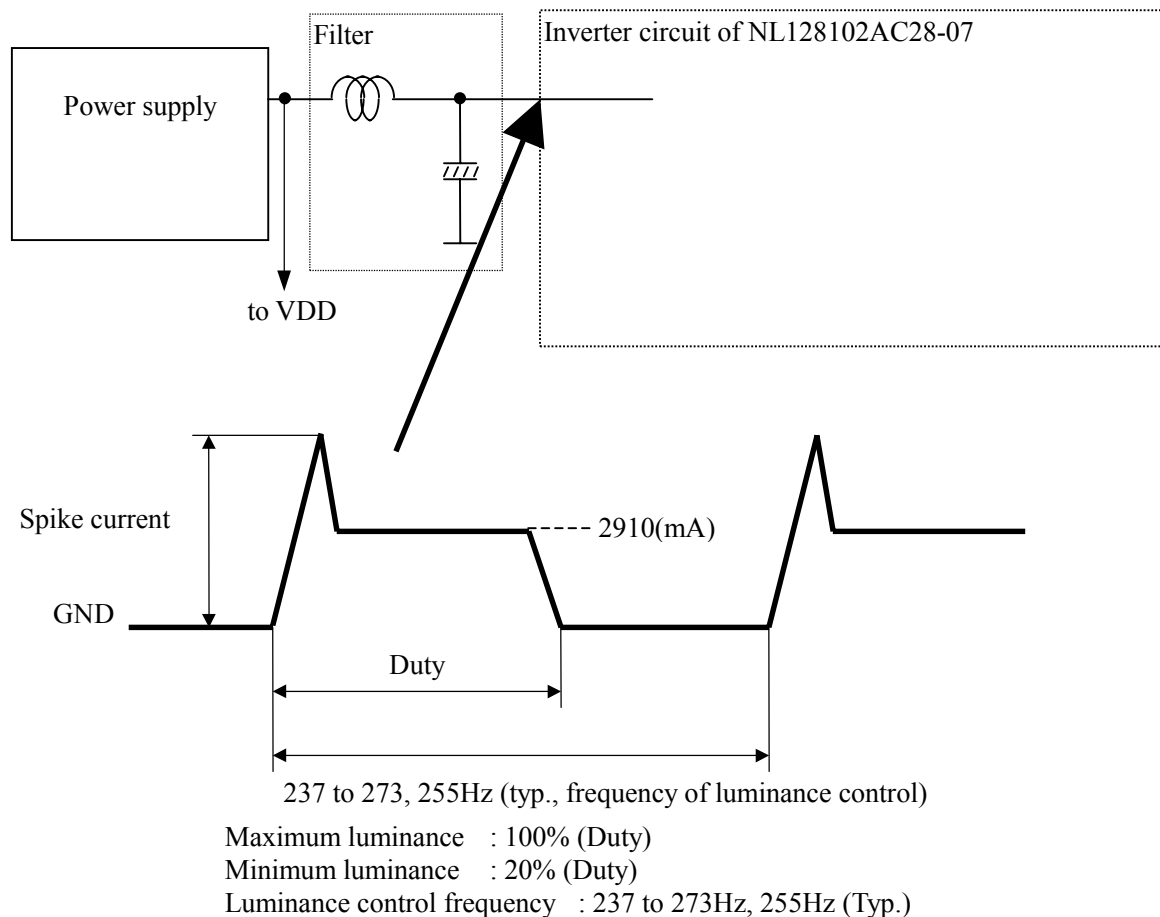 Filter
Inverter circuit of NL128102AC28-07
Power supply
to VDD
Spike current
2910(mA)
GND
Duty
237 to 273, 255Hz (typ., frequency of luminance control)
Maximum luminance : 100% (Duty)
Minimum luminance : 20% (Duty)
Luminance control frequency : 237 to 273Hz, 255Hz (Typ.)